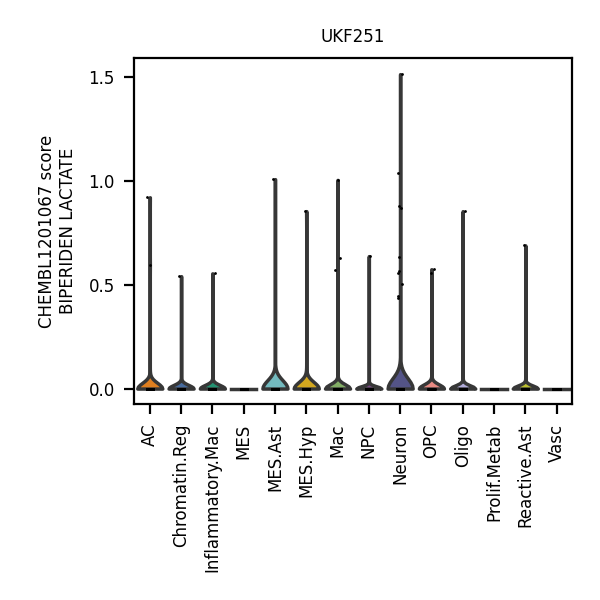 UKF251
CHEMBL1201067 score
BIPERIDEN LACTATE
1.5
1.0
0.5
0.0
AC
Chromatin.Reg
Inflammatory.Mac
MES
MES.Ast
MES.Hyp
Mac
NPC
Neuron
OPC
Oligo
Prolif.Metab
Reactive.Ast
Vasc